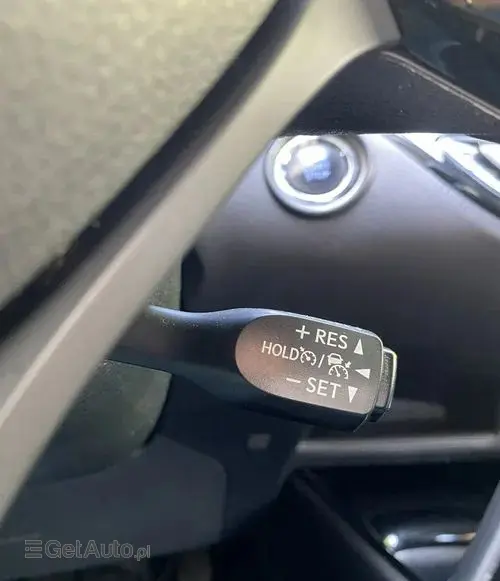 + RES ▲
HOLD / ◀
− SET ▼
GetAuto.pl